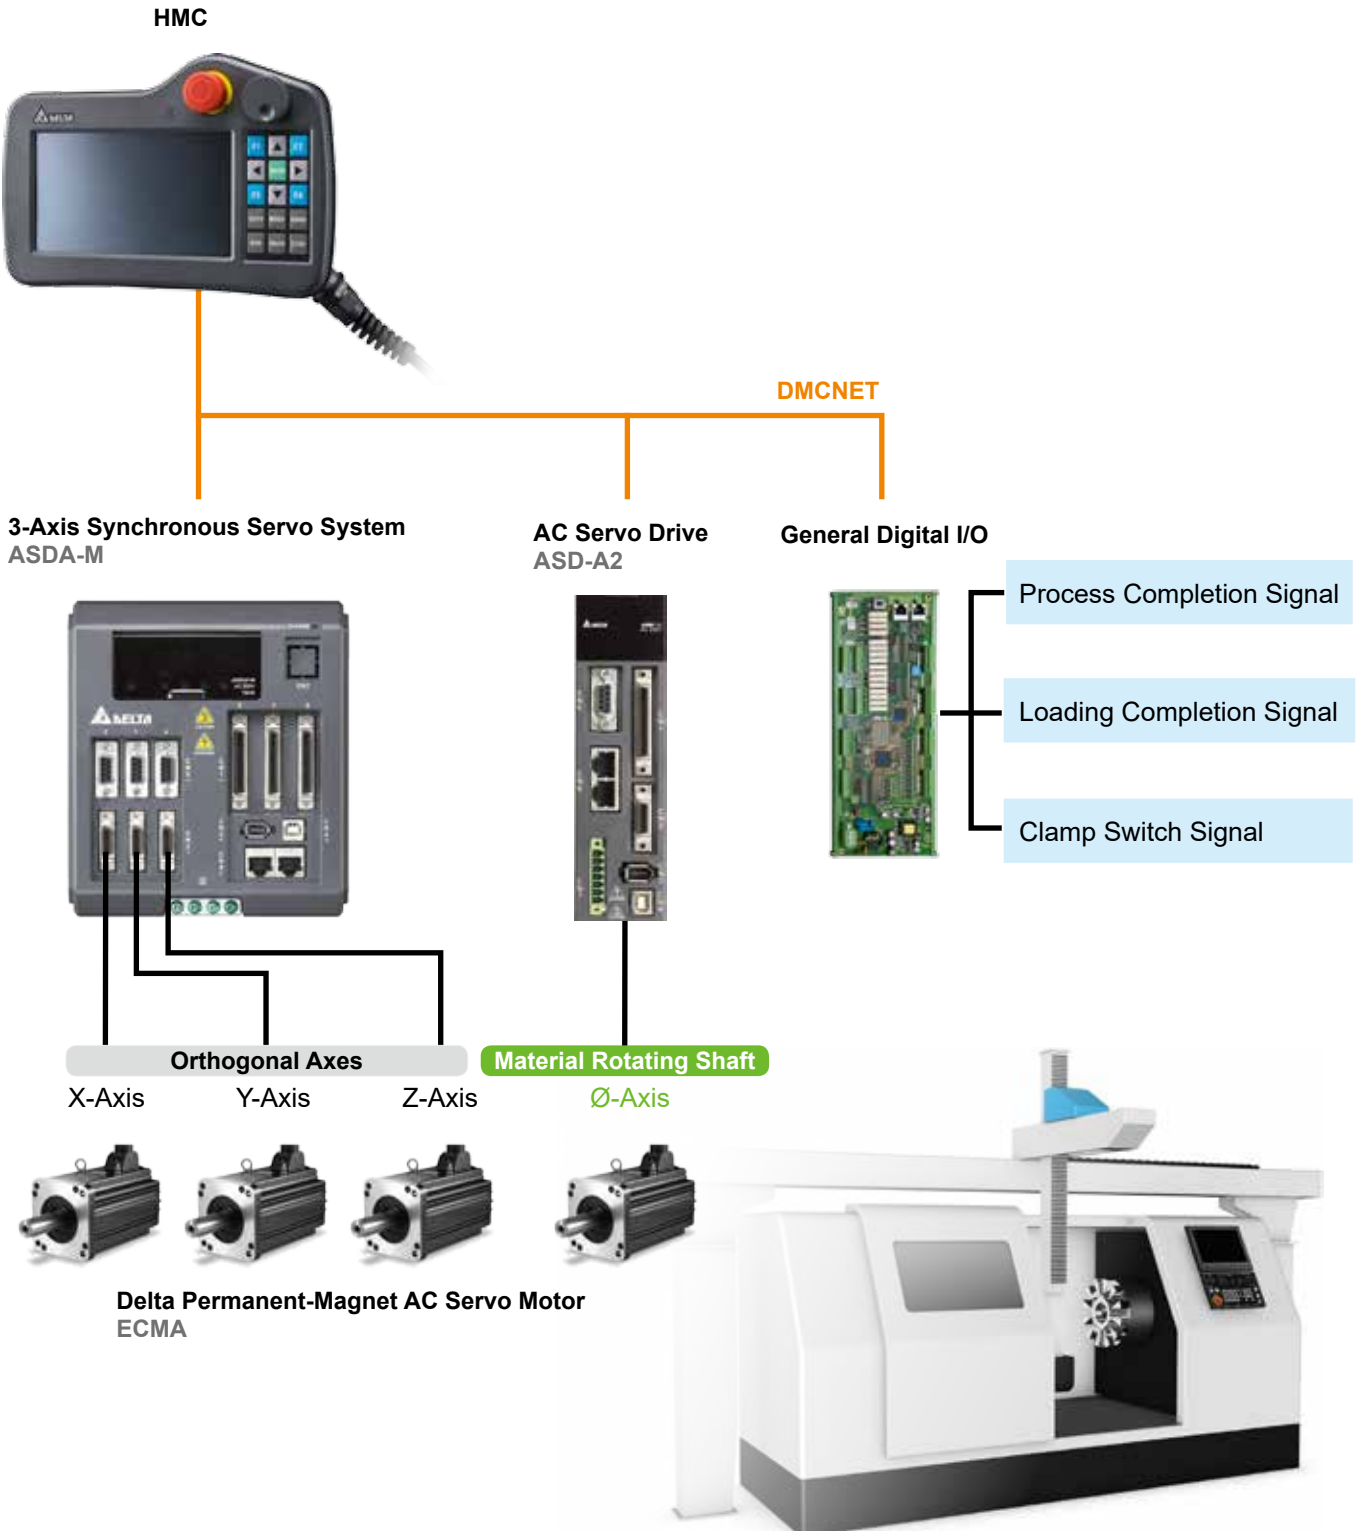 HMC
DELTA
DMCNET
3-Axis Synchronous Servo System
ASDA-M
AC Servo Drive
ASD-A2
General Digital I/O
Process Completion Signal
Loading Completion Signal
Clamp Switch Signal
DELTA
Orthogonal Axes
Material Rotating Shaft
X-Axis
Y-Axis
Z-Axis
Ø-Axis
Delta Permanent-Magnet AC Servo Motor
ECMA